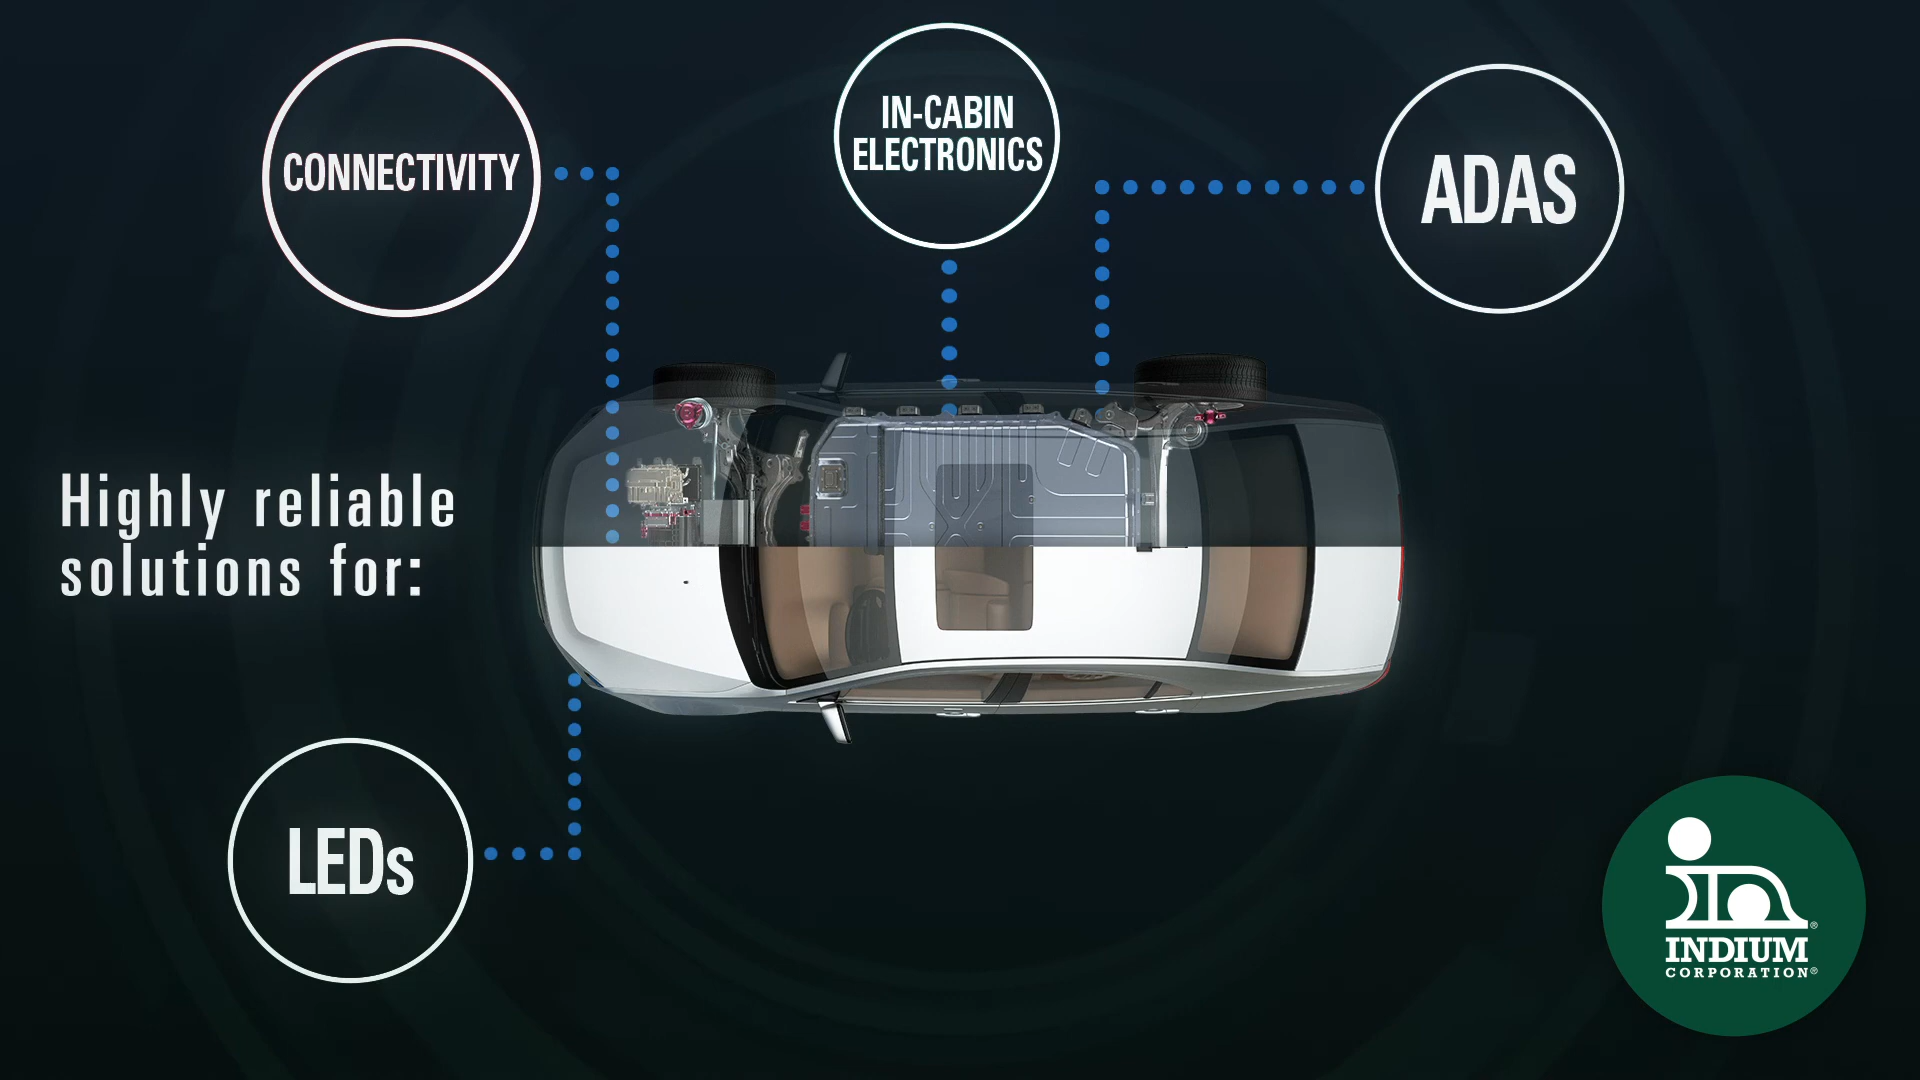 CONNECTIVITY
IN-CABIN
ELECTRONICS
ADAS
Highly reliable
solutions for:
LEDs
INDIUM
CORPORATION®